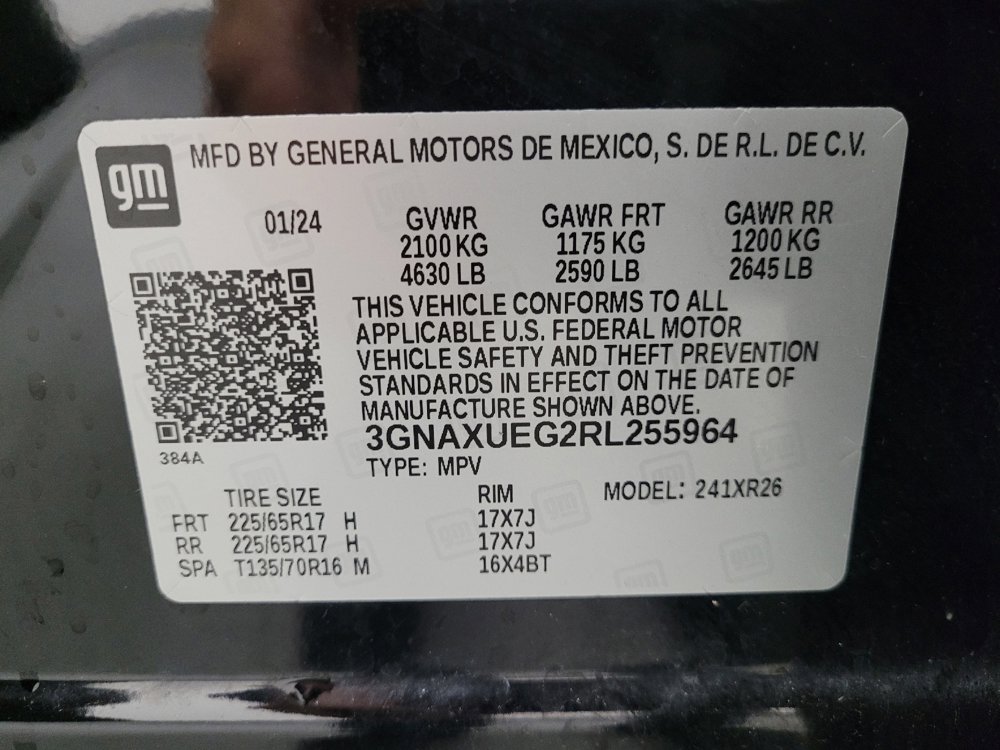 gm
MFD BY GENERAL MOTORS DE MEXICO, S. DE R.L. DE C.V.
01/24 GVWR GAWR FRT GAWR RR
2100 KG 1175 KG 1200 KG
4630 LB 2590 LB 2645 LB
THIS VEHICLE CONFORMS TO ALL
APPLICABLE U.S. FEDERAL MOTOR
VEHICLE SAFETY AND THEFT PREVENTION
STANDARDS IN EFFECT ON THE DATE OF
MANUFACTURE SHOWN ABOVE.
3GNAXUEG2RL255964
384A
TYPE: MPV
TIRE SIZE RIM MODEL: 241XR26
FRT 225/65R17 H 17X7J
RR 225/65R17 H 17X7J
SPA T135/70R16 M 16X4BT